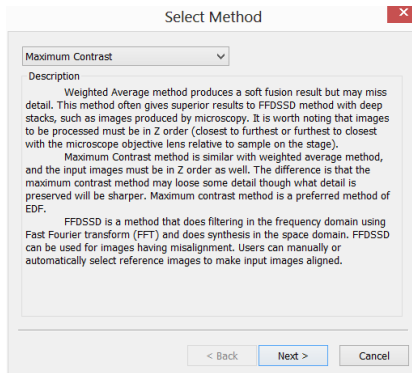 Select Method
Maximum Contrast
Description
Weighted Average method produces a soft fusion result but may miss
detail. This method often gives superior results to FFDSSD method with deep
stacks, such as images produced by microscopy. It is worth noting that images
to be processed must be in Z order (closest to furthest or furthest to closest
with the microscope objective lens relative to sample on the stage).
Maximum Contrast method is similar with weighted average method,
and the input images must be in Z order as well. The difference is that the
maximum contrast method may loose some detail though what detail is
preserved will be sharper. Maximum contrast method is a preferred method of
EDF.
FFDSSD is a method that does filtering in the frequency domain using
Fast Fourier transform (FFT) and does synthesis in the space domain. FFDSSD
can be used for images having misalignment. Users can manually or
automatically select reference images to make input images aligned.
< Back Next > Cancel